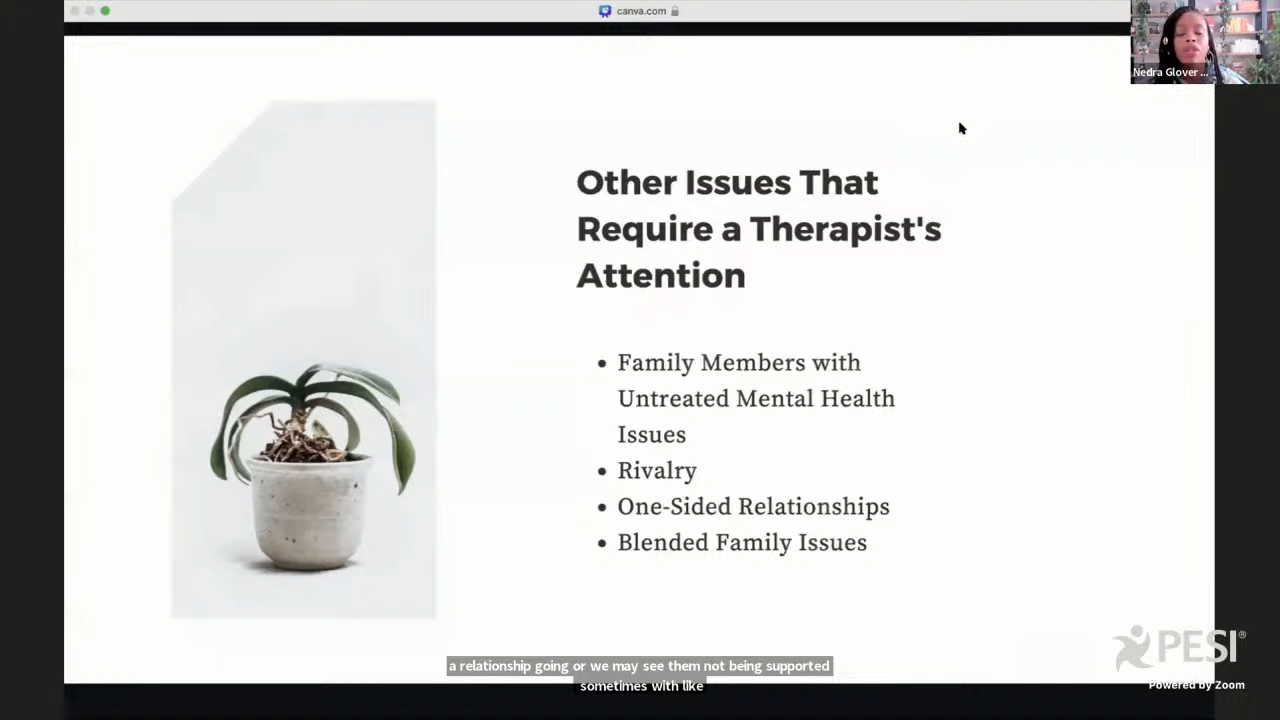 canva.com
Nedra Glover ...
Other Issues That
Require a Therapist's
Attention
• Family Members with
Untreated Mental Health
Issues
• Rivalry
• One-Sided Relationships
• Blended Family Issues
PESI®
Powered by Zoom
a relationship going or we may see them not being supported
sometimes with like